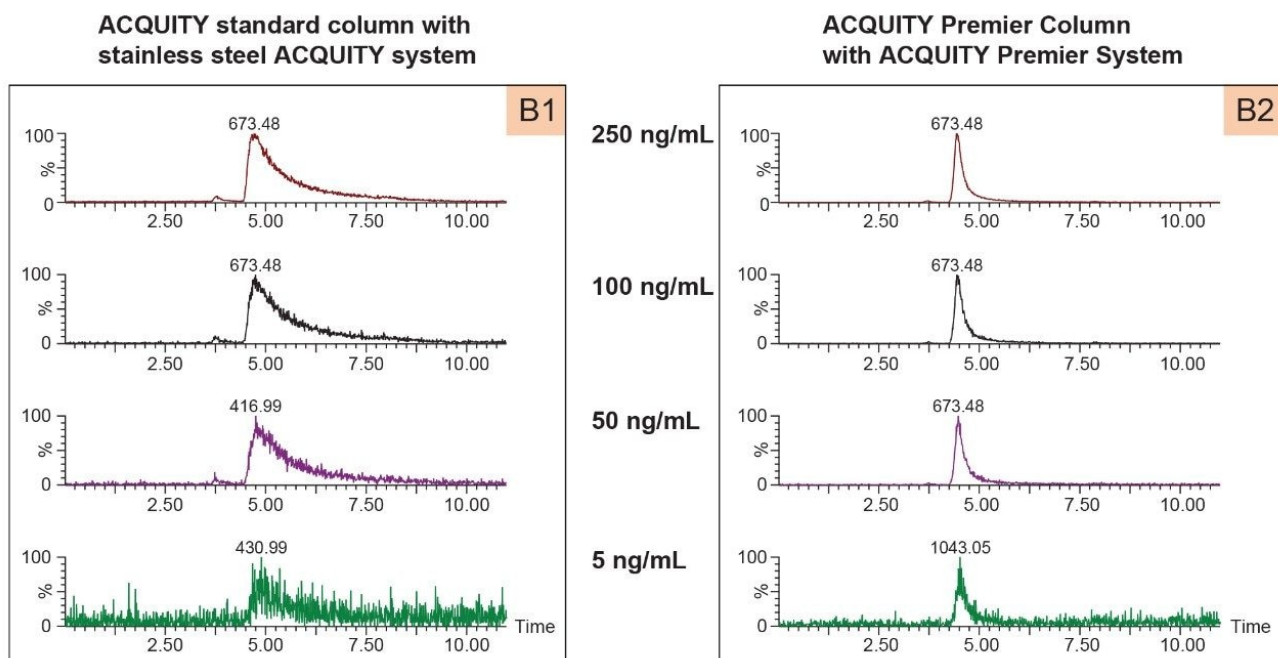 ACQUITY standard column with
stainless steel ACQUITY system
B1
673.48
100
%
0
2.50 5.00 7.50 10.00
673.48
100
%
0
2.50 5.00 7.50 10.00
416.99
100
%
0
2.50 5.00 7.50 10.00
430.99
100
%
0
2.50 5.00 7.50 10.00 Time
250 ng/mL
100 ng/mL
50 ng/mL
5 ng/mL
ACQUITY Premier Column
with ACQUITY Premier System
B2
673.48
100
%
0
2.50 5.00 7.50 10.00
673.48
100
%
0
2.50 5.00 7.50 10.00
673.48
100
%
0
2.50 5.00 7.50 10.00
1043.05
100
%
0
2.50 5.00 7.50 10.00 Time